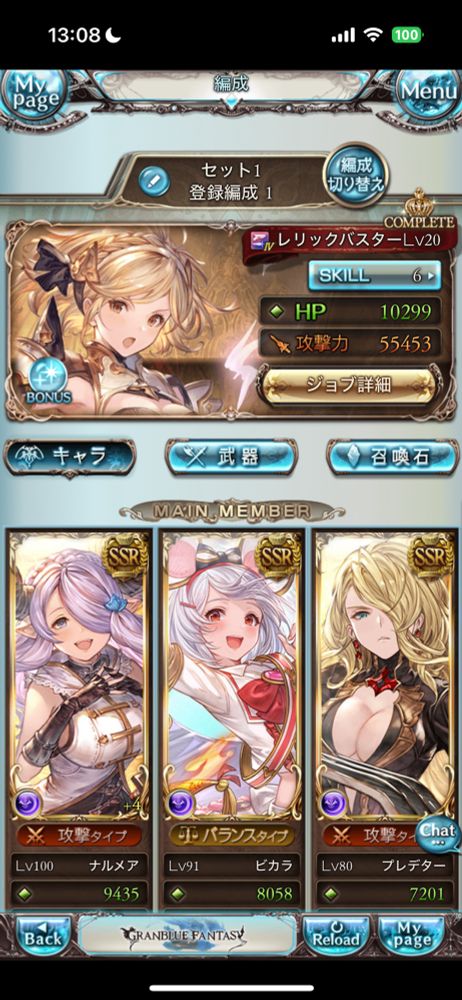 13:08
100
My page
編成
Menu
セット1
登録編成 1
編成
切り替え
COMPLETE
IV
レリックバスターLv20
SKILL 6
HP 10299
攻撃力 55453
BONUS
ジョブ詳細
キャラ
武器
召喚石
MAIN MEMBER
SSR
SSR
SSR
+4
攻撃タイプ
バランスタイプ
攻撃タイ
Chat
...
Lv100 ナルメア
Lv91 ビカラ
Lv80 プレデター
9435
8058
7201
Back
GRANBLUE FANTASY
Reload
My page